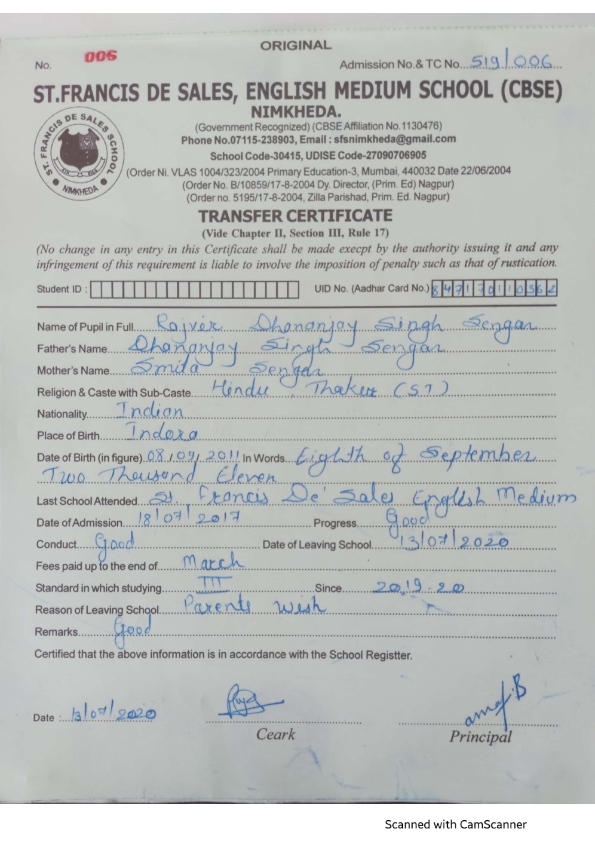 ORIGINAL
No. 006 Admission No.& TC No. 519/006
ST.FRANCIS DE SALES, ENGLISH MEDIUM SCHOOL (CBSE)
NIMKHEDA.
ST. FRANCIS DE SALES SCHOOL
NIMKHEDA
(Government Recognized) (CBSE Affiliation No.1130476)
Phone No.07115-238903, Email : sfsnimkheda@gmail.com
School Code-30415, UDISE Code-27090706905
(Order Ni. VLAS 1004/323/2004 Primary Education-3, Mumbai, 440032 Date 22/06/2004
(Order No. B/10859/17-8-2004 Dy. Director, (Prim. Ed) Nagpur)
(Order no. 5195/17-8-2004, Zilla Parishad, Prim. Ed. Nagpur)
TRANSFER CERTIFICATE
(Vide Chapter II, Section III, Rule 17)
(No change in any entry in this Certificate shall be made execpt by the authority issuing it and any
infringement of this requirement is liable to involve the imposition of penalty such as that of rustication.
Student ID : UID No. (Aadhar Card No.)
Name of Pupil in Full Rajveer Dhananjay Singh Sengar
Father's Name Dhananjay Singh Sengar
Mother's Name Smita Sengar
Religion & Caste with Sub-Caste Hindu, Thakur (ST)
Nationality Indian
Place of Birth Indora
Date of Birth (in figure) 08/09/2011 In Words Eighth of September
Two Thousand Eleven
Last School Attended St. Francis De' Sales English Medium
Date of Admission 18/07/2017 Progress Good
Conduct Good Date of Leaving School 13/07/2020
Fees paid up to the end of March
Standard in which studying III Since 2019-20
Reason of Leaving School Parents wish
Remarks Good
Certified that the above information is in accordance with the School Registter.
Date : 13/07/2020
Ceark Principal
Scanned with CamScanner